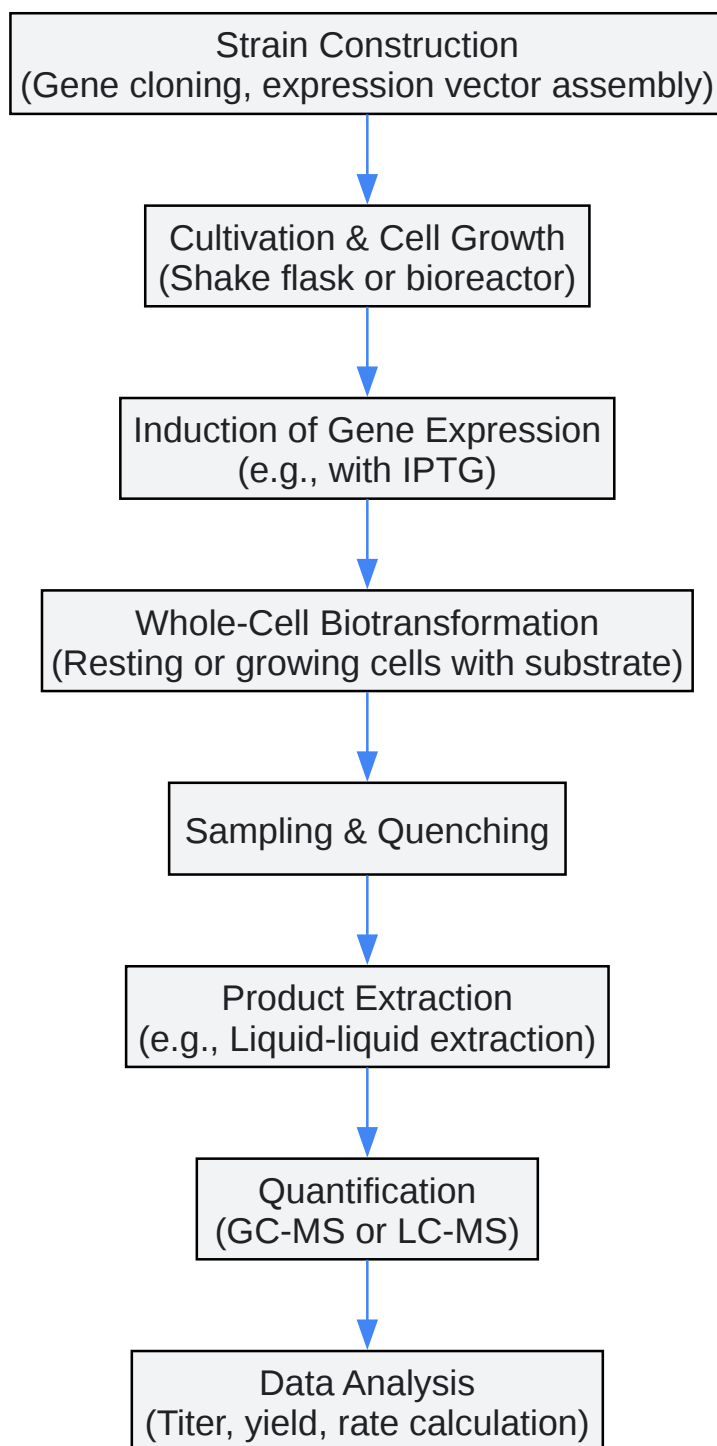 Strain Construction
(Gene cloning, expression vector assembly)
Cultivation & Cell Growth
(Shake flask or bioreactor)
Induction of Gene Expression
(e.g., with IPTG)
Whole-Cell Biotransformation
(Resting or growing cells with substrate)
Sampling & Quenching
Product Extraction
(e.g., Liquid-liquid extraction)
Quantification
(GC-MS or LC-MS)
Data Analysis
(Titer, yield, rate calculation)